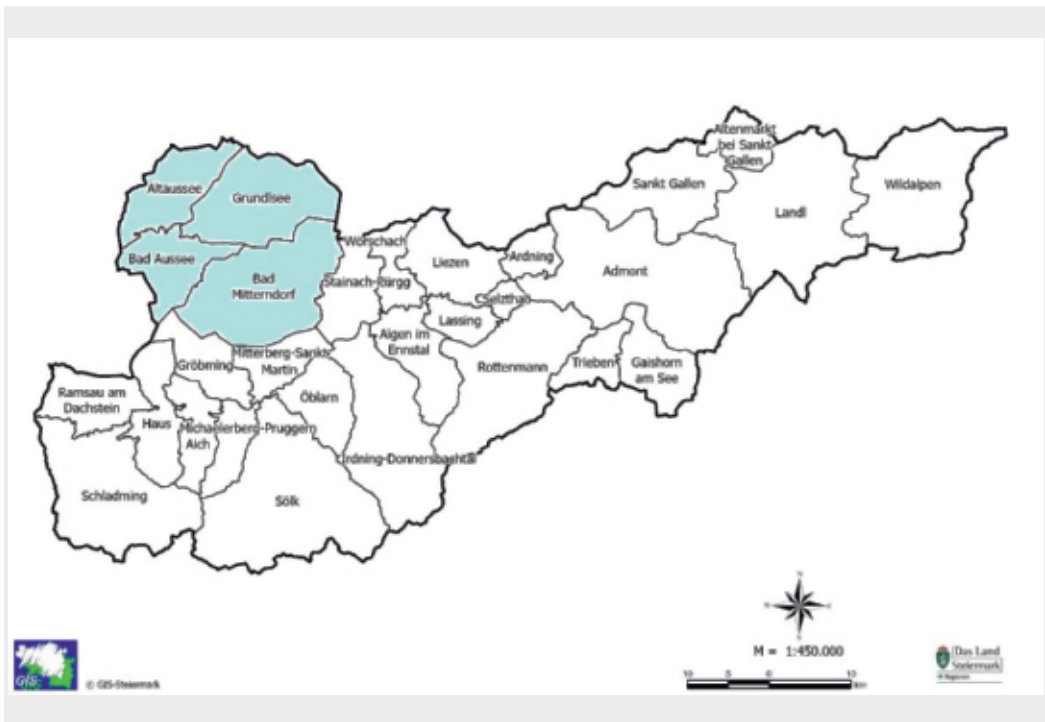 Altenmarkt
bei Sankt
Gallen
Altaussee
Grundlsee
Sankt Gallen
Wildalpen
Landl
Wörschach
Bad Aussee
Liezen
Ardning
Admont
Bad
Mitterndorf
Stainach-Pürgg
Lassing
Aigen im
Ennstal
Mitterberg-Sankt
Martin
Gröbming
Rottenmann
Trieben
Gaishorn
am See
Ramsau am
Dachstein
Öblarn
Haus
Michaelerberg-Pruggern
Aich
Irdning-Donnersbachtal
Schladming
Sölk
N
S
M = 1:450.000
10 5 0 10
km
GIS
© GIS-Steiermark
Das Land
Steiermark
Regionen